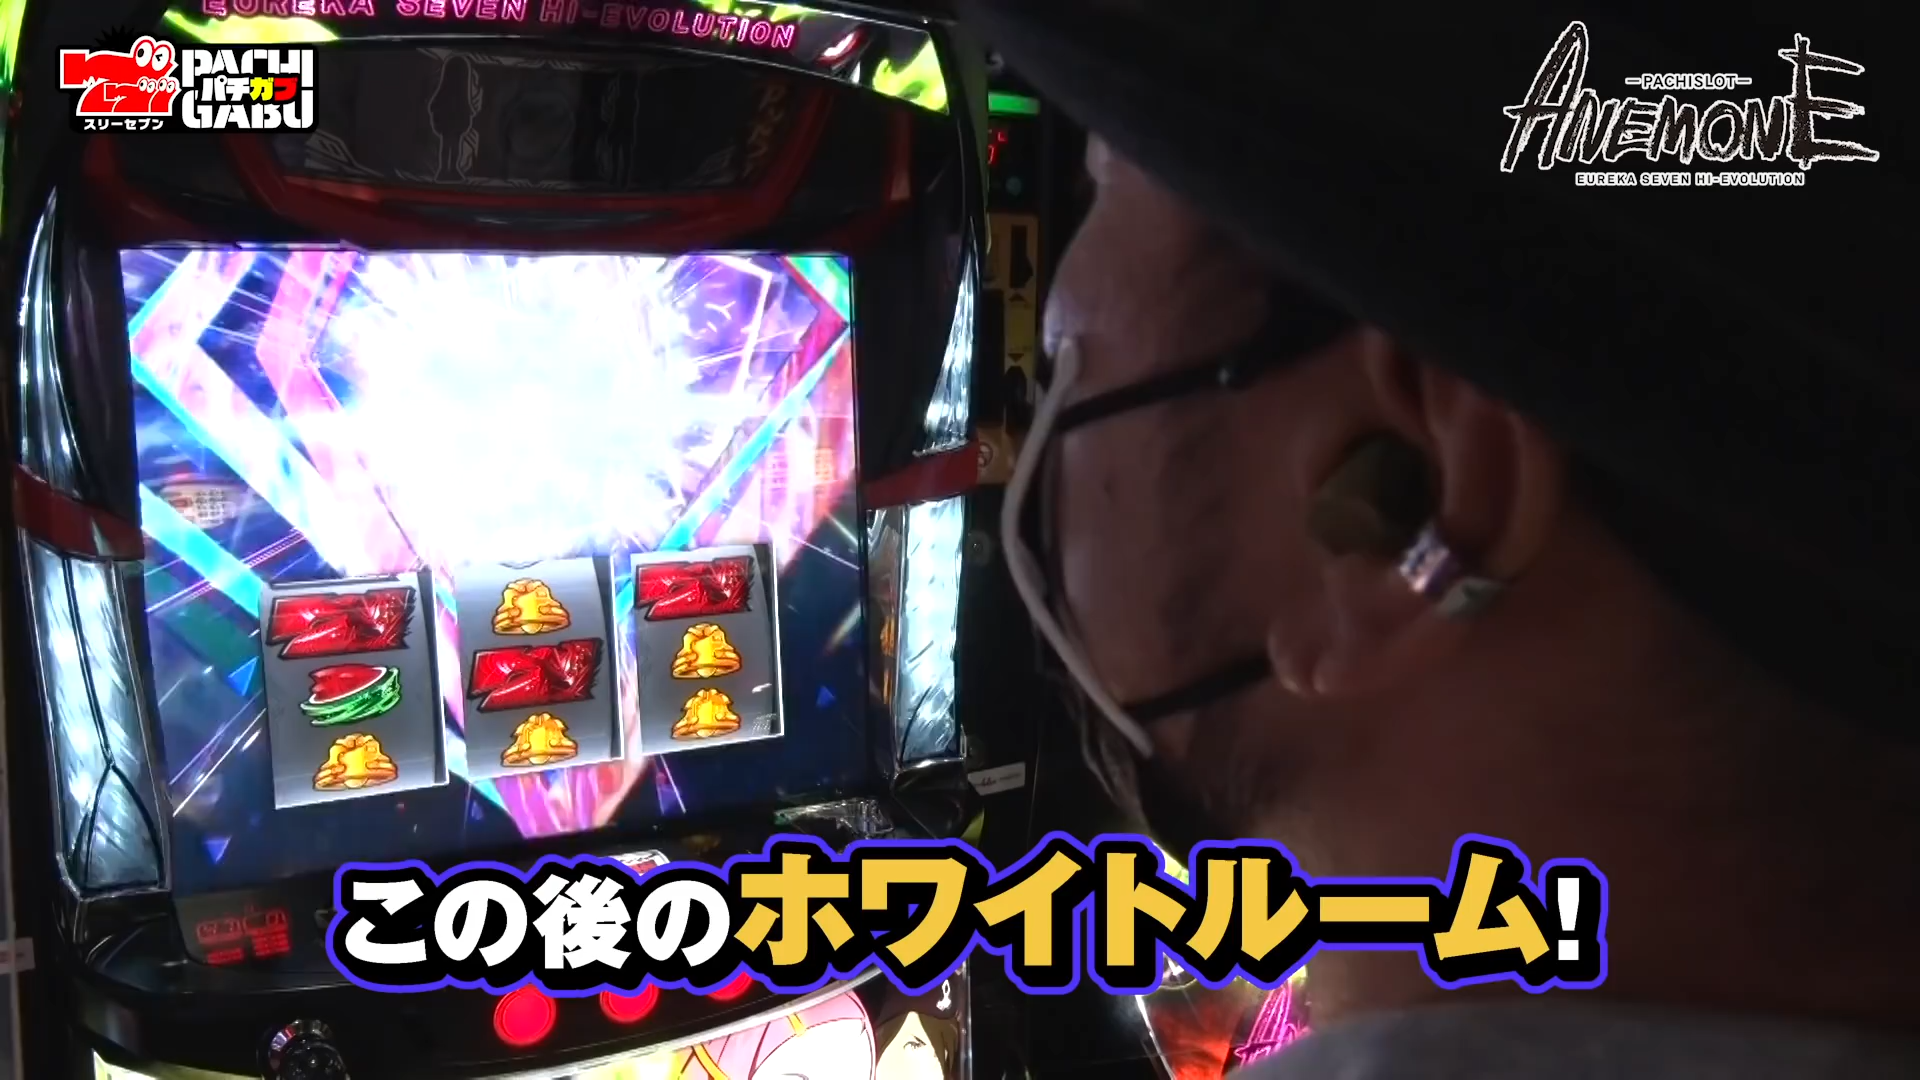 EUREKA SEVEN HI-EVOLUTION
PACHI
パチガブ
GABU
スリーセブン
PACHISLOT
ANEMONE
EUREKA SEVEN HI-EVOLUTION
この後のホワイトルーム!